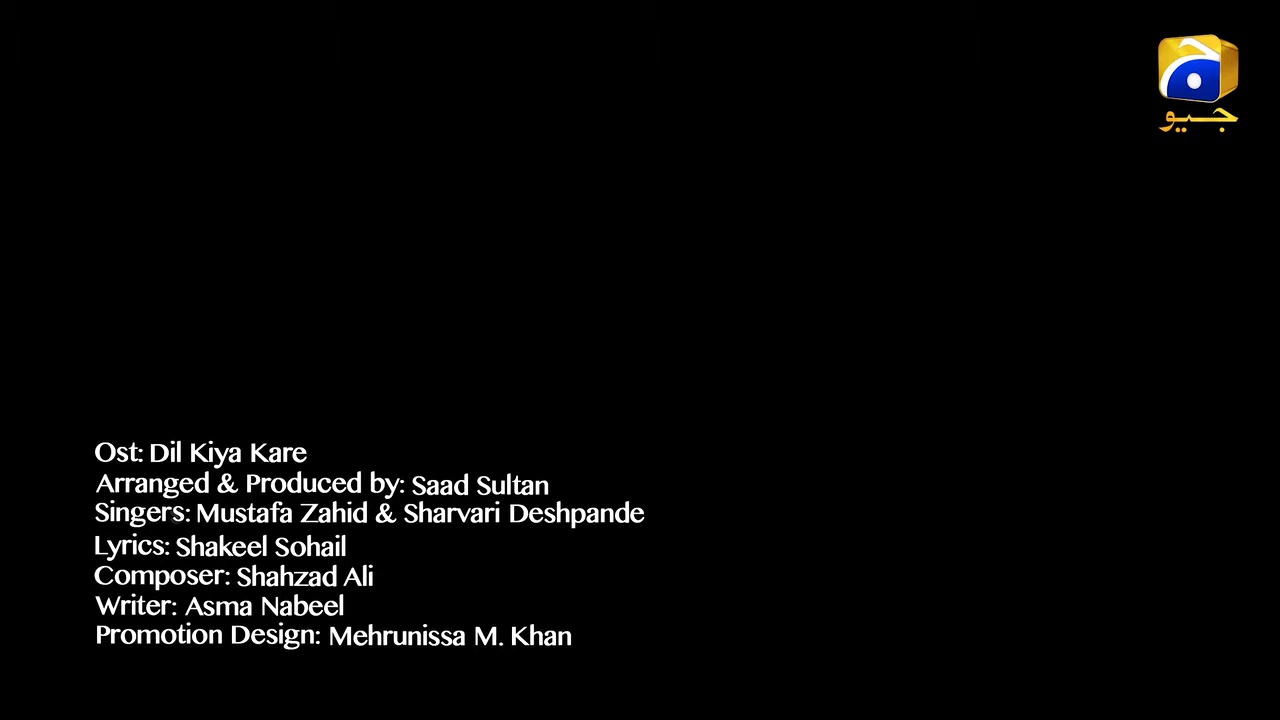 جیو
Ost: Dil Kiya Kare
Arranged & Produced by: Saad Sultan
Singers: Mustafa Zahid & Sharvari Deshpande
Lyrics: Shakeel Sohail
Composer: Shahzad Ali
Writer: Asma Nabeel
Promotion Design: Mehrunissa M. Khan